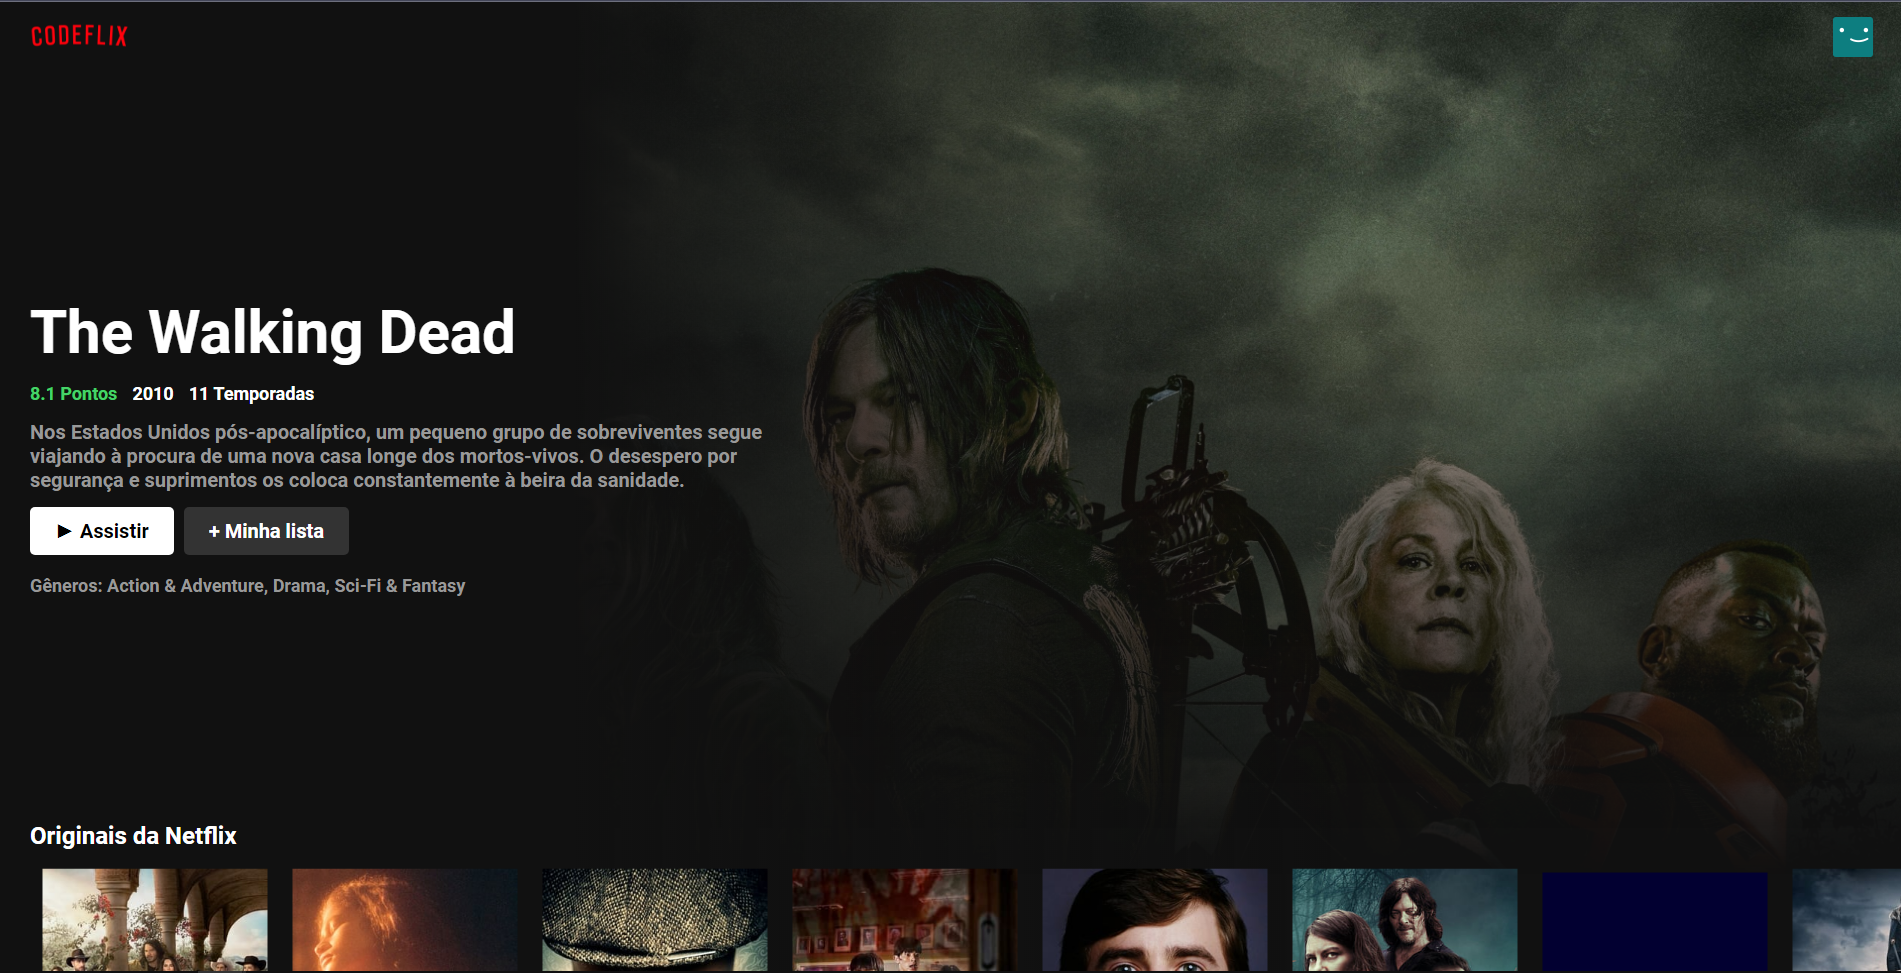 CODEFLIX
The Walking Dead
8.1 Pontos 2010 11 Temporadas
Nos Estados Unidos pós-apocalíptico, um pequeno grupo de sobreviventes segue
viajando à procura de uma nova casa longe dos mortos-vivos. O desespero por
segurança e suprimentos os coloca constantemente à beira da sanidade.
► Assistir + Minha lista
Gêneros: Action & Adventure, Drama, Sci-Fi & Fantasy
Originais da Netflix